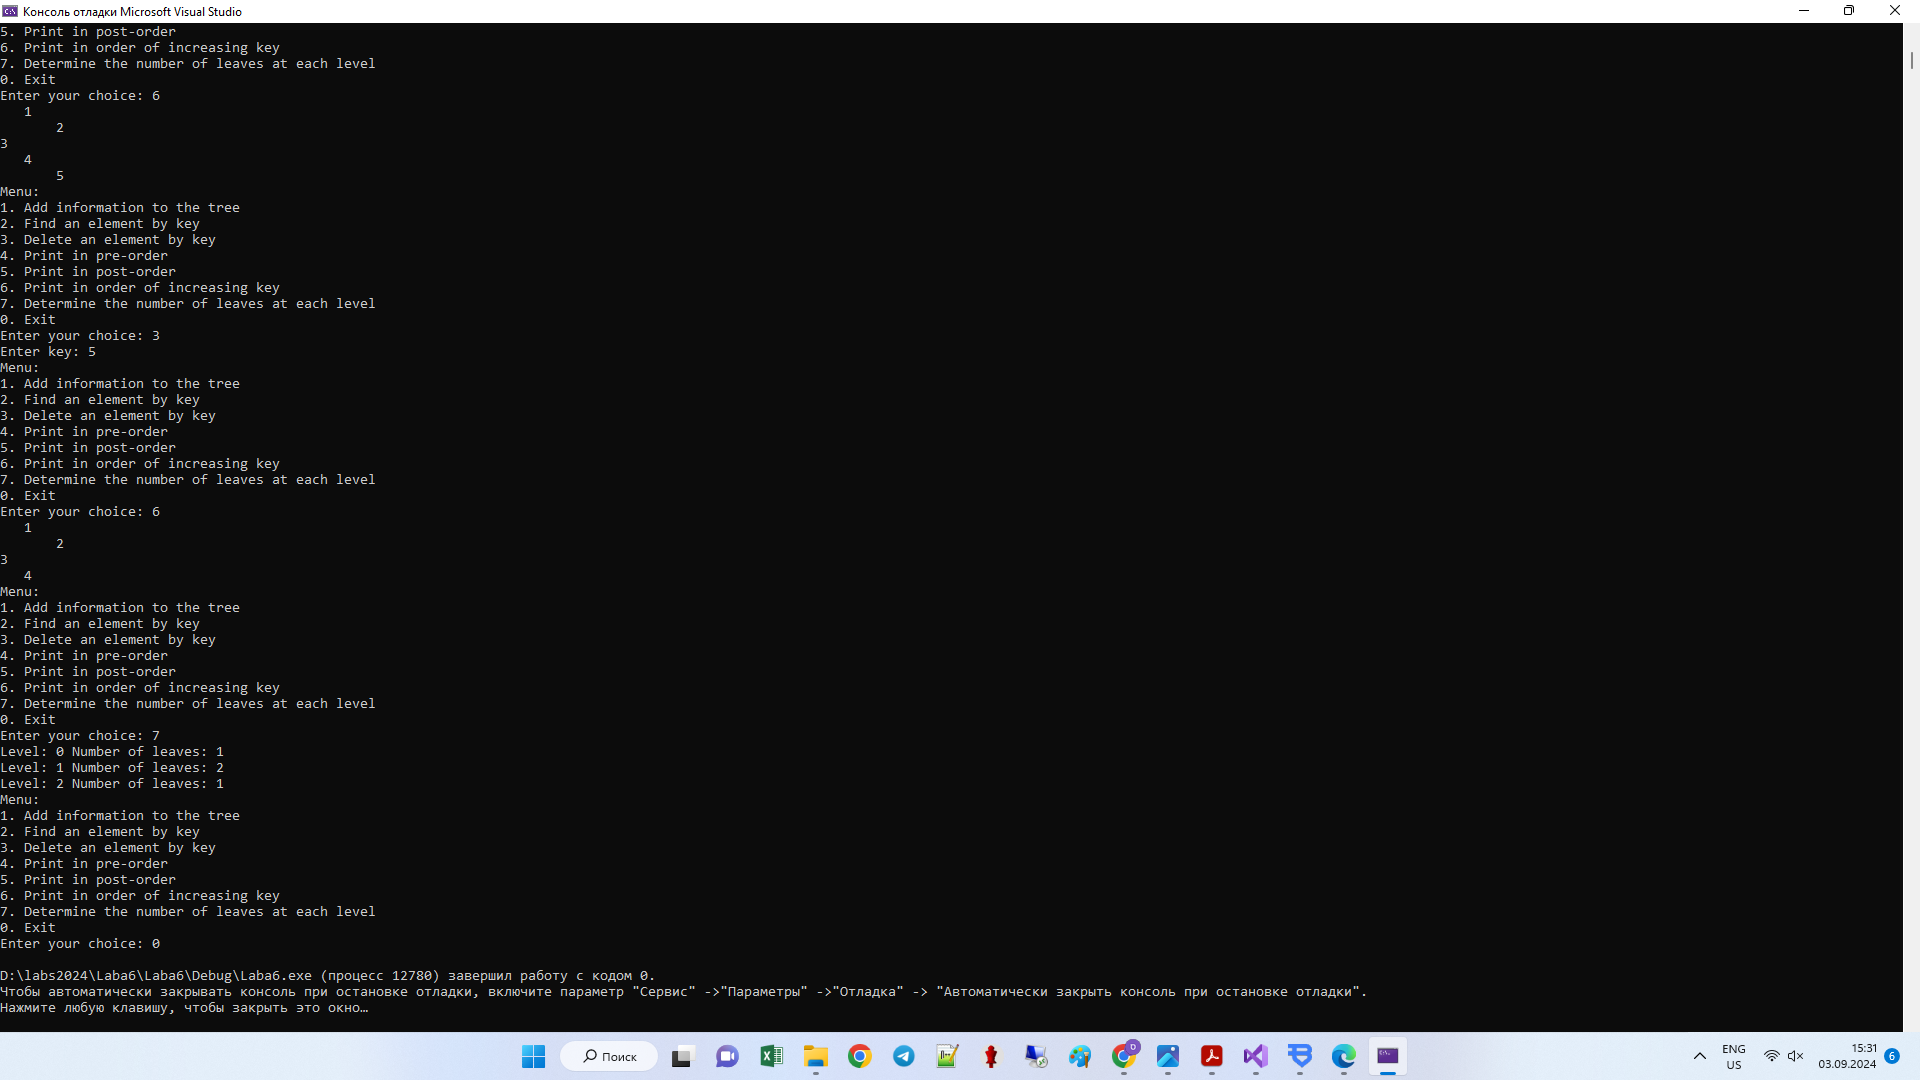 Консоль отладки Microsoft Visual Studio
5. Print in post-order
6. Print in order of increasing key
7. Determine the number of leaves at each level
0. Exit
Enter your choice: 6
1
2
3
4
5
Menu:
1. Add information to the tree
2. Find an element by key
3. Delete an element by key
4. Print in pre-order
5. Print in post-order
6. Print in order of increasing key
7. Determine the number of leaves at each level
0. Exit
Enter your choice: 3
Enter key: 5
Menu:
1. Add information to the tree
2. Find an element by key
3. Delete an element by key
4. Print in pre-order
5. Print in post-order
6. Print in order of increasing key
7. Determine the number of leaves at each level
0. Exit
Enter your choice: 6
1
2
3
4
Menu:
1. Add information to the tree
2. Find an element by key
3. Delete an element by key
4. Print in pre-order
5. Print in post-order
6. Print in order of increasing key
7. Determine the number of leaves at each level
0. Exit
Enter your choice: 7
Level: 0 Number of leaves: 1
Level: 1 Number of leaves: 2
Level: 2 Number of leaves: 1
Menu:
1. Add information to the tree
2. Find an element by key
3. Delete an element by key
4. Print in pre-order
5. Print in post-order
6. Print in order of increasing key
7. Determine the number of leaves at each level
0. Exit
Enter your choice: 0
D:\labs2024\Laba6\Laba6\Debug\Laba6.exe (процесс 12780) завершил работу с кодом 0.
Чтобы автоматически закрывать консоль при остановке отладки, включите параметр "Сервис" ->"Параметры" ->"Отладка" -> "Автоматически закрыть консоль при остановке отладки".
Нажмите любую клавишу, чтобы закрыть это окно…
Поиск
ENG
US
15:31
03.09.2024
6